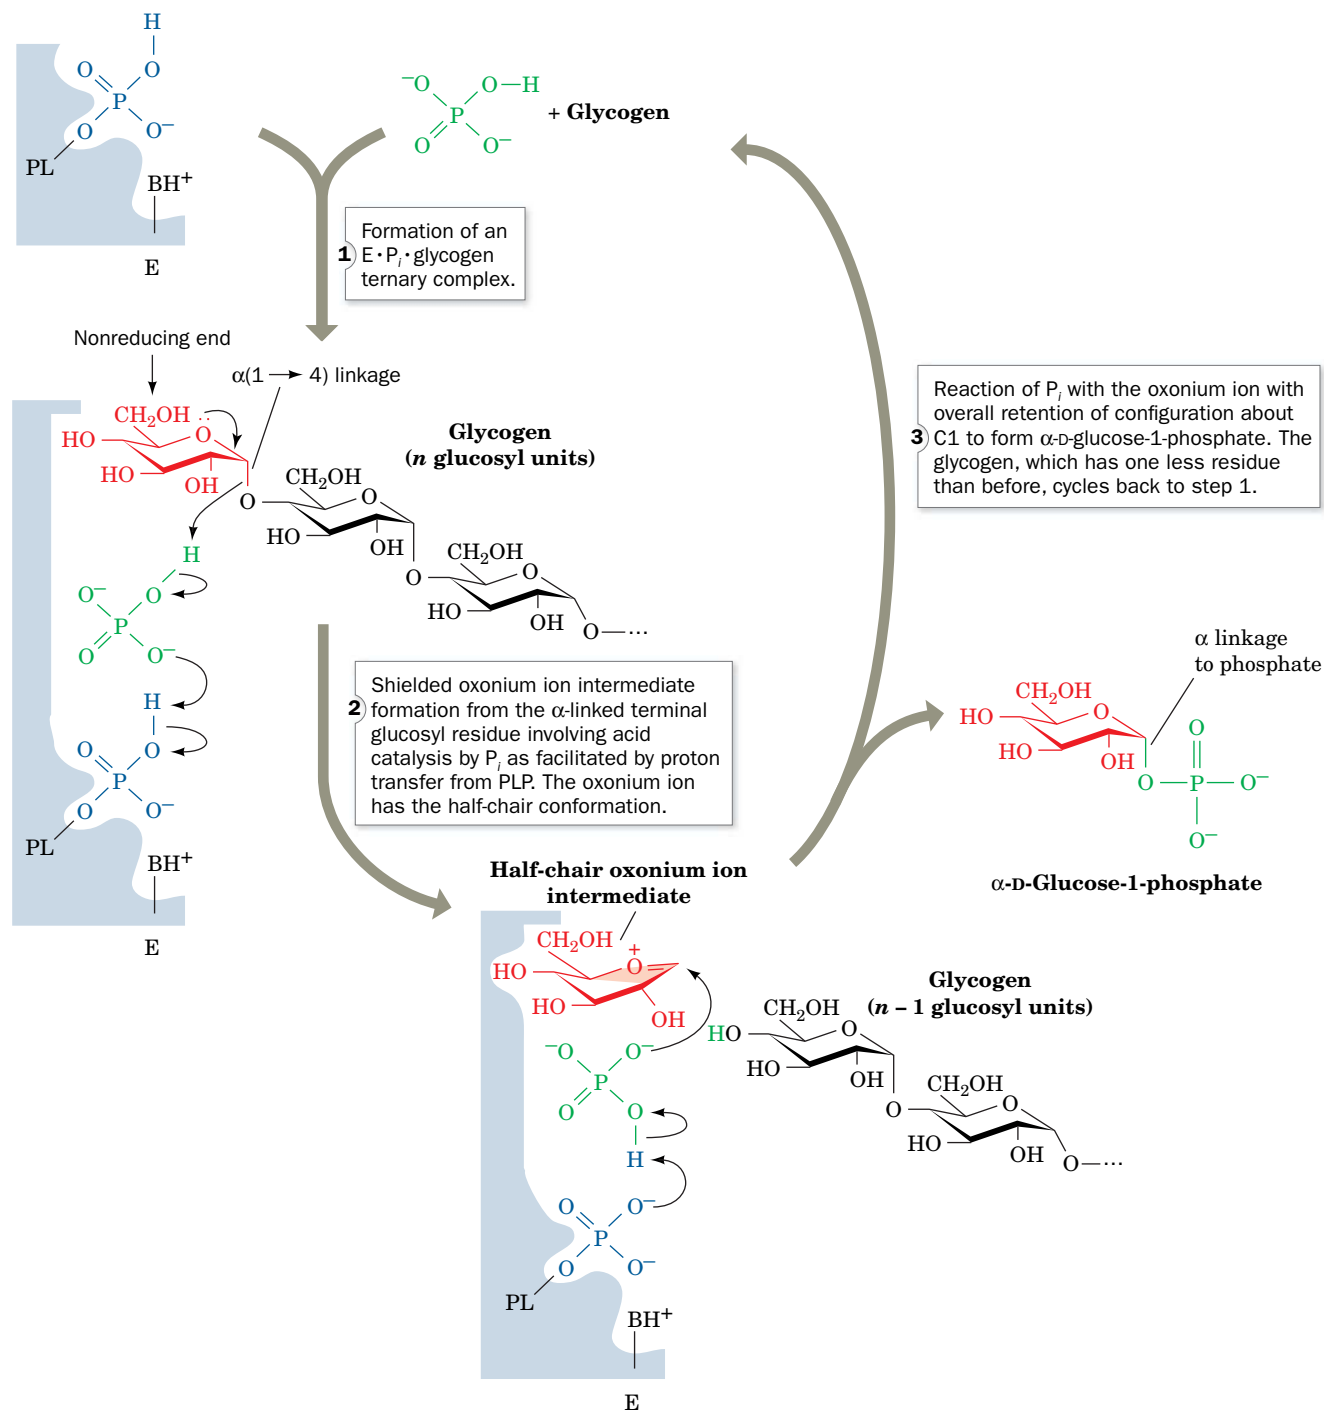 H
O
O
P
O
O⁻
PL
BH⁺
E
⁻O
O—H
P
O
O⁻
+ Glycogen
1
Formation of an
E·Pᵢ·glycogen
ternary complex.
Nonreducing end
α(1 → 4) linkage
CH₂OH
O
HO
HO
OH
O
Glycogen
(n glucosyl units)
CH₂OH
O
HO
OH
O
CH₂OH
O
HO
OH
O—···
H
O
O⁻
P
O
O⁻
H
O
O
P
O
O⁻
PL
BH⁺
E
2
Shielded oxonium ion intermediate
formation from the α-linked terminal
glucosyl residue involving acid
catalysis by Pᵢ as facilitated by proton
transfer from PLP. The oxonium ion
has the half-chair conformation.
3
Reaction of Pᵢ with the oxonium ion with
overall retention of configuration about
C1 to form α-D-glucose-1-phosphate. The
glycogen, which has one less residue
than before, cycles back to step 1.
α linkage
to phosphate
CH₂OH
O
HO
HO
OH
O
O—P—O⁻
O⁻
α-D-Glucose-1-phosphate
Half-chair oxonium ion
intermediate
CH₂OH
+
O
HO
HO
OH
⁻O
O⁻
P
O
O
H
O
O⁻
P
O
O⁻
PL
BH⁺
E
Glycogen
(n – 1 glucosyl units)
CH₂OH
O
HO
HO
OH
O
CH₂OH
O
HO
OH
O—···